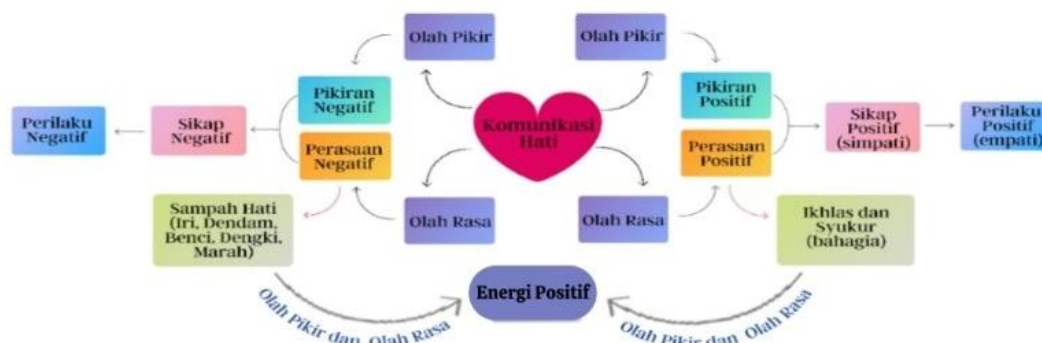 Olah Pikir
Olah Pikir
Pikiran
Negatif
Pikiran
Positif
Komunikasi
Hati
Perilaku
Negatif
Sikap
Negatif
Sikap
Positif
(simpati)
Perilaku
Positif
(empati)
Perasaan
Negatif
Perasaan
Positif
Sampah Hati
(Iri, Dendam,
Benci, Dengki,
Marah)
Olah Rasa
Olah Rasa
Ikhlas dan
Syukur
(bahagia)
Energi Positif
Olah Pikir dan Olah Rasa
Olah Pikir dan Olah Rasa